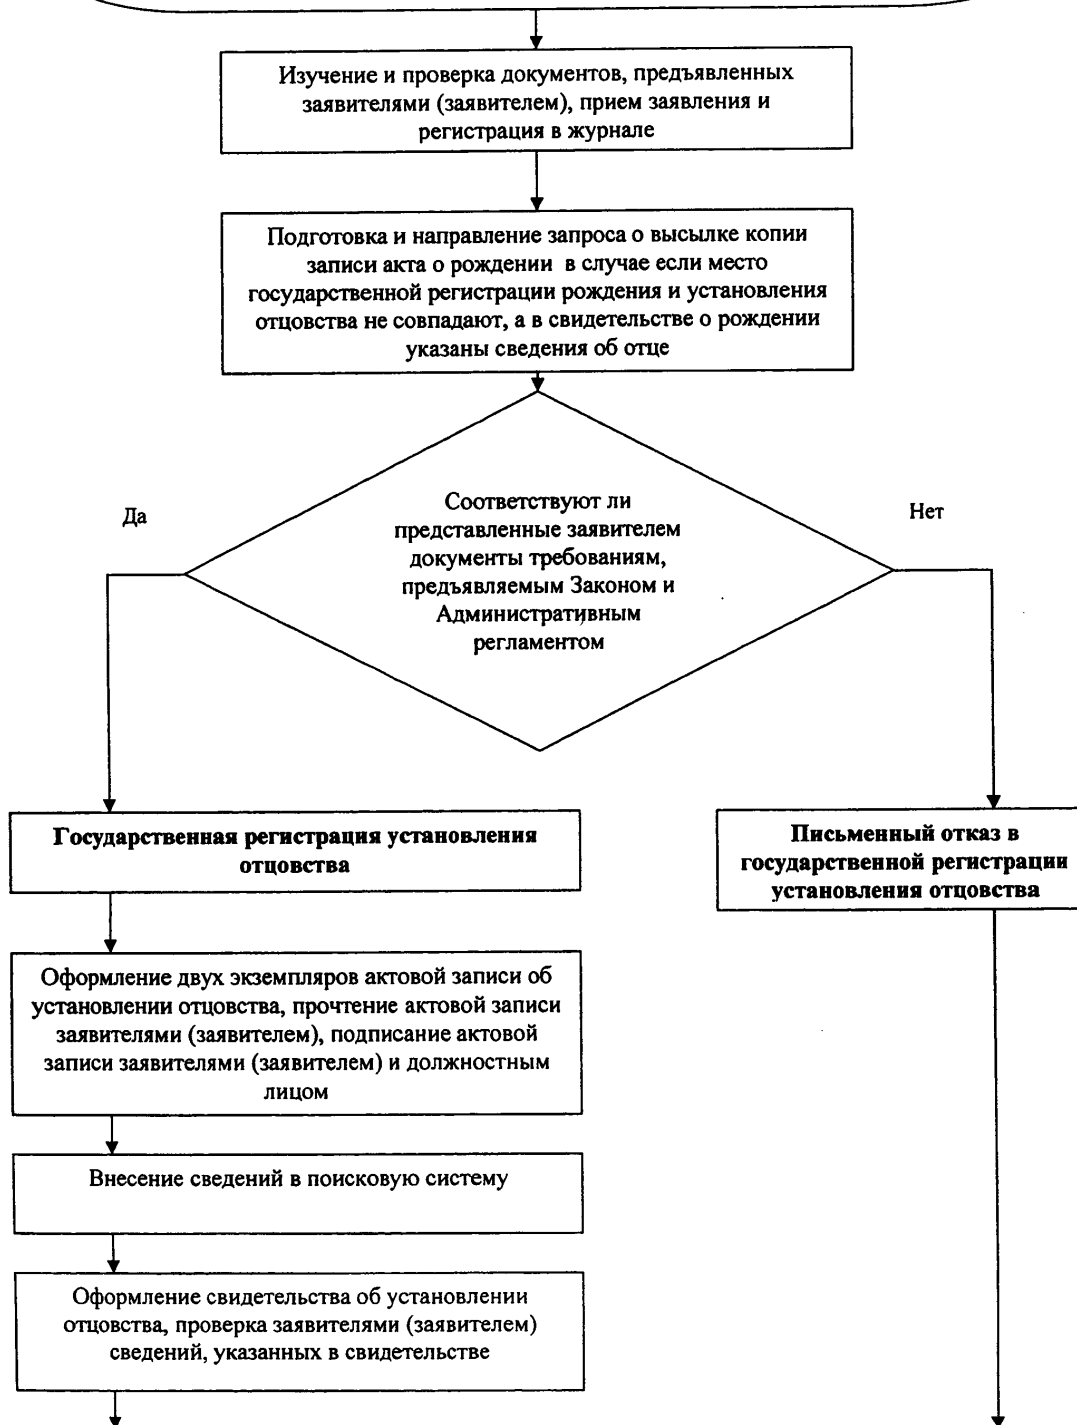 Изучение и проверка документов, предъявленных
заявителями (заявителем), прием заявления и
регистрация в журнале
Подготовка и направление запроса о высылке копии
записи акта о рождении в случае если место
государственной регистрации рождения и установления
отцовства не совпадают, а в свидетельстве о рождении
указаны сведения об отце
Соответствуют ли
представленные заявителем
документы требованиям,
предъявляемым Законом и
Административным
регламентом
Да
Нет
Государственная регистрация установления
отцовства
Письменный отказ в
государственной регистрации
установления отцовства
Оформление двух экземпляров актовой записи об
установлении отцовства, прочтение актовой записи
заявителями (заявителем), подписание актовой
записи заявителями (заявителем) и должностным
лицом
Внесение сведений в поисковую систему
Оформление свидетельства об установлении
отцовства, проверка заявителями (заявителем)
сведений, указанных в свидетельстве